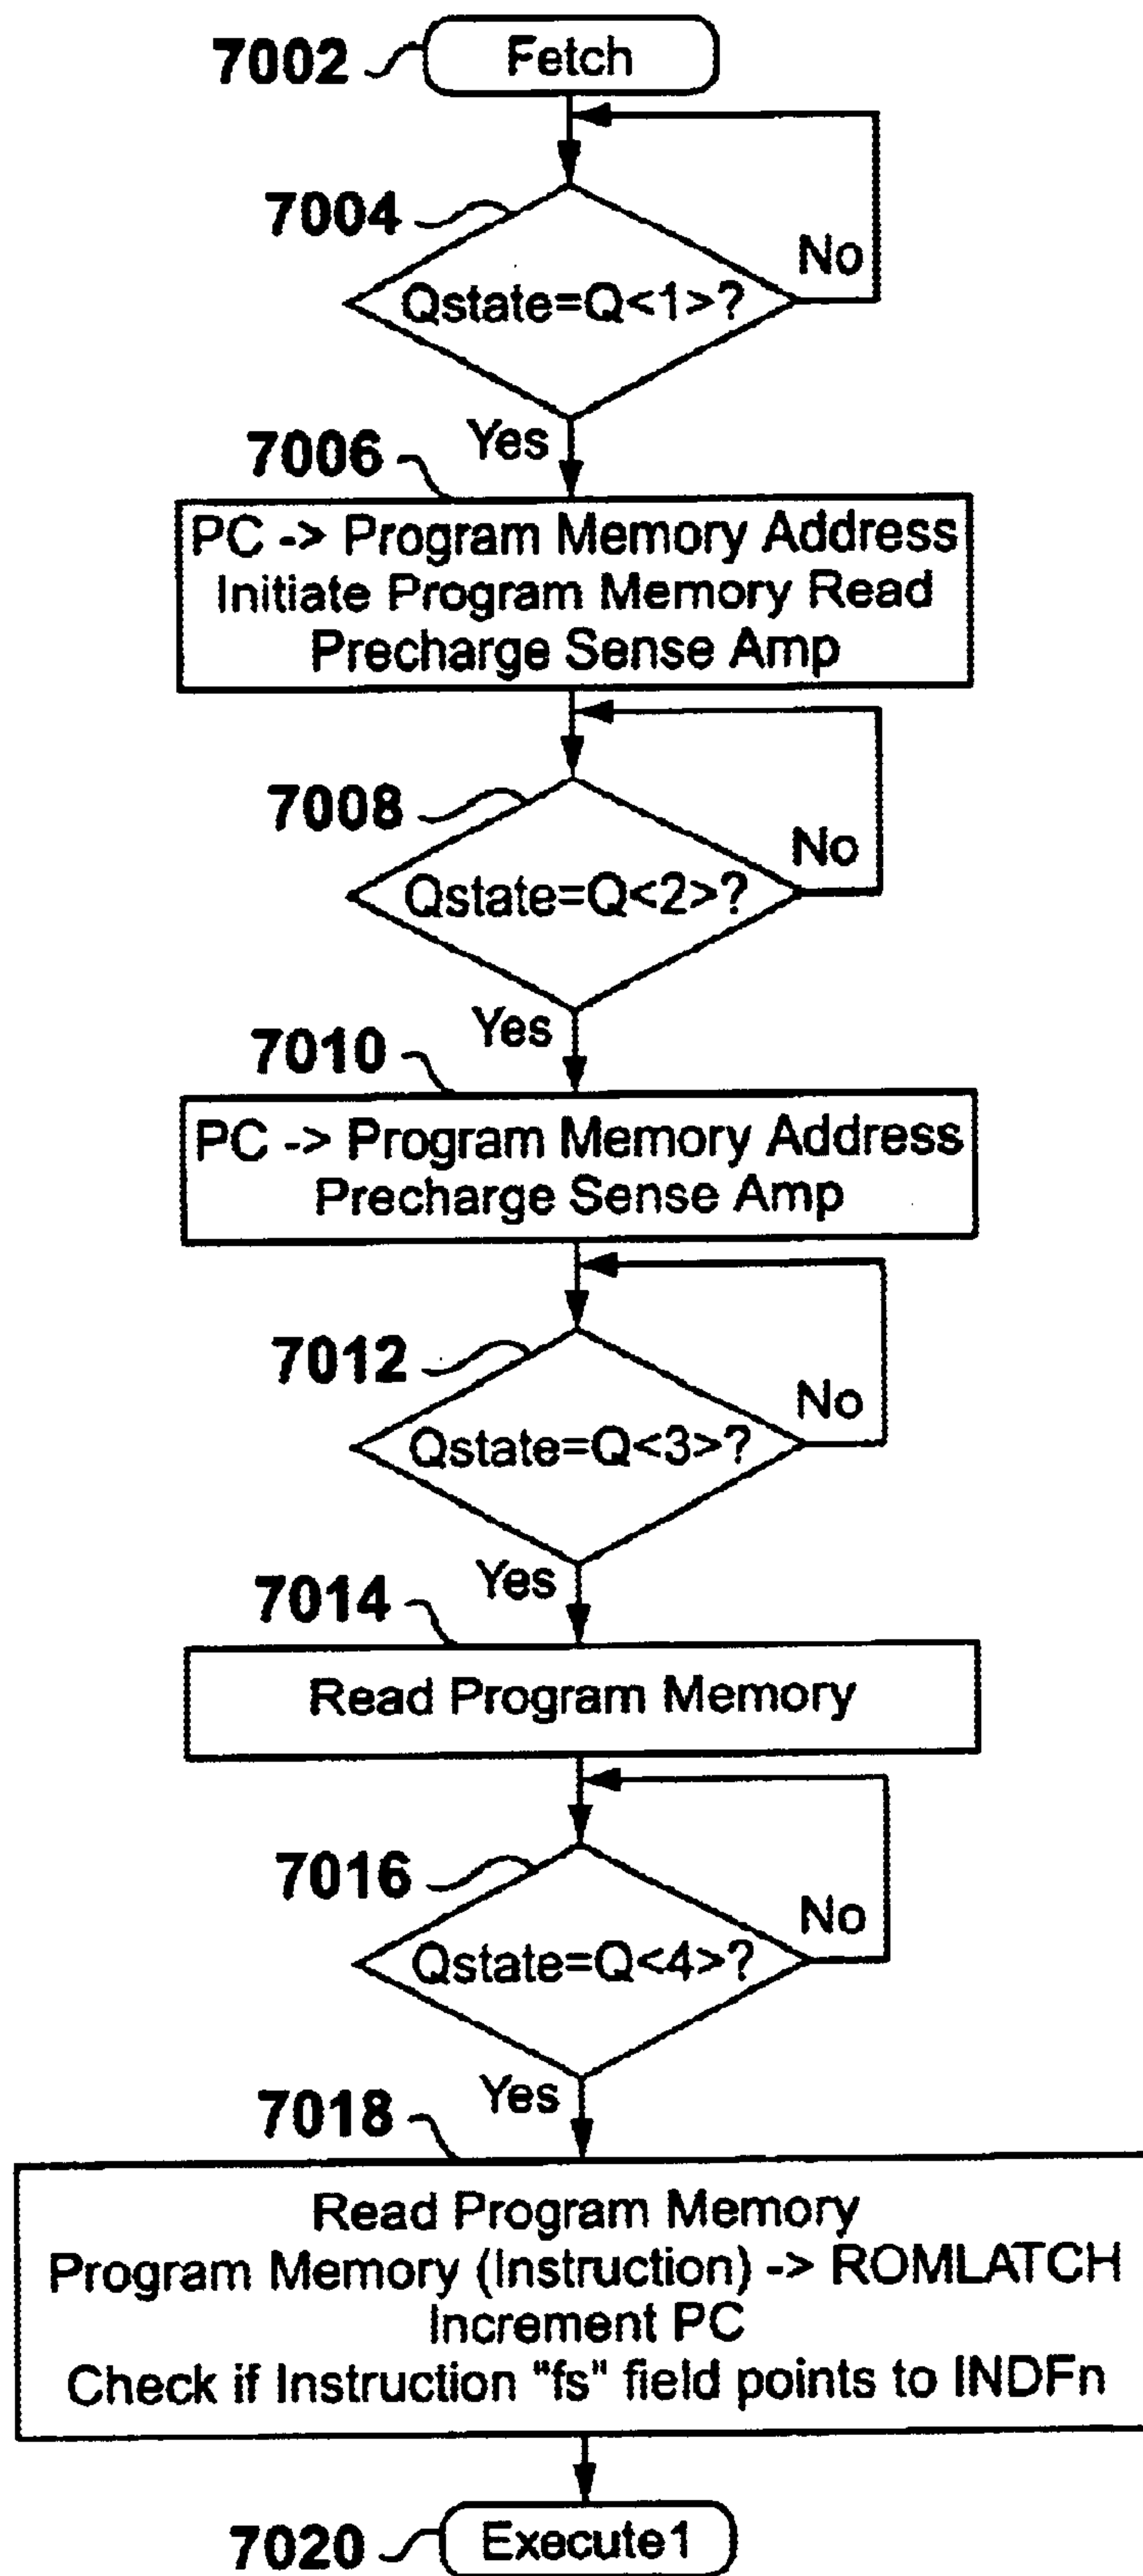 7002
Fetch
7004
No
Qstate=Q<1>?
Yes
7006
PC -> Program Memory Address
Initiate Program Memory Read
Precharge Sense Amp
7008
No
Qstate=Q<2>?
Yes
7010
PC -> Program Memory Address
Precharge Sense Amp
7012
No
Qstate=Q<3>?
Yes
7014
Read Program Memory
7016
No
Qstate=Q<4>?
Yes
7018
Read Program Memory
Program Memory (Instruction) -> ROMLATCH
Increment PC
Check if Instruction "fs" field points to INDFn
7020
Execute1